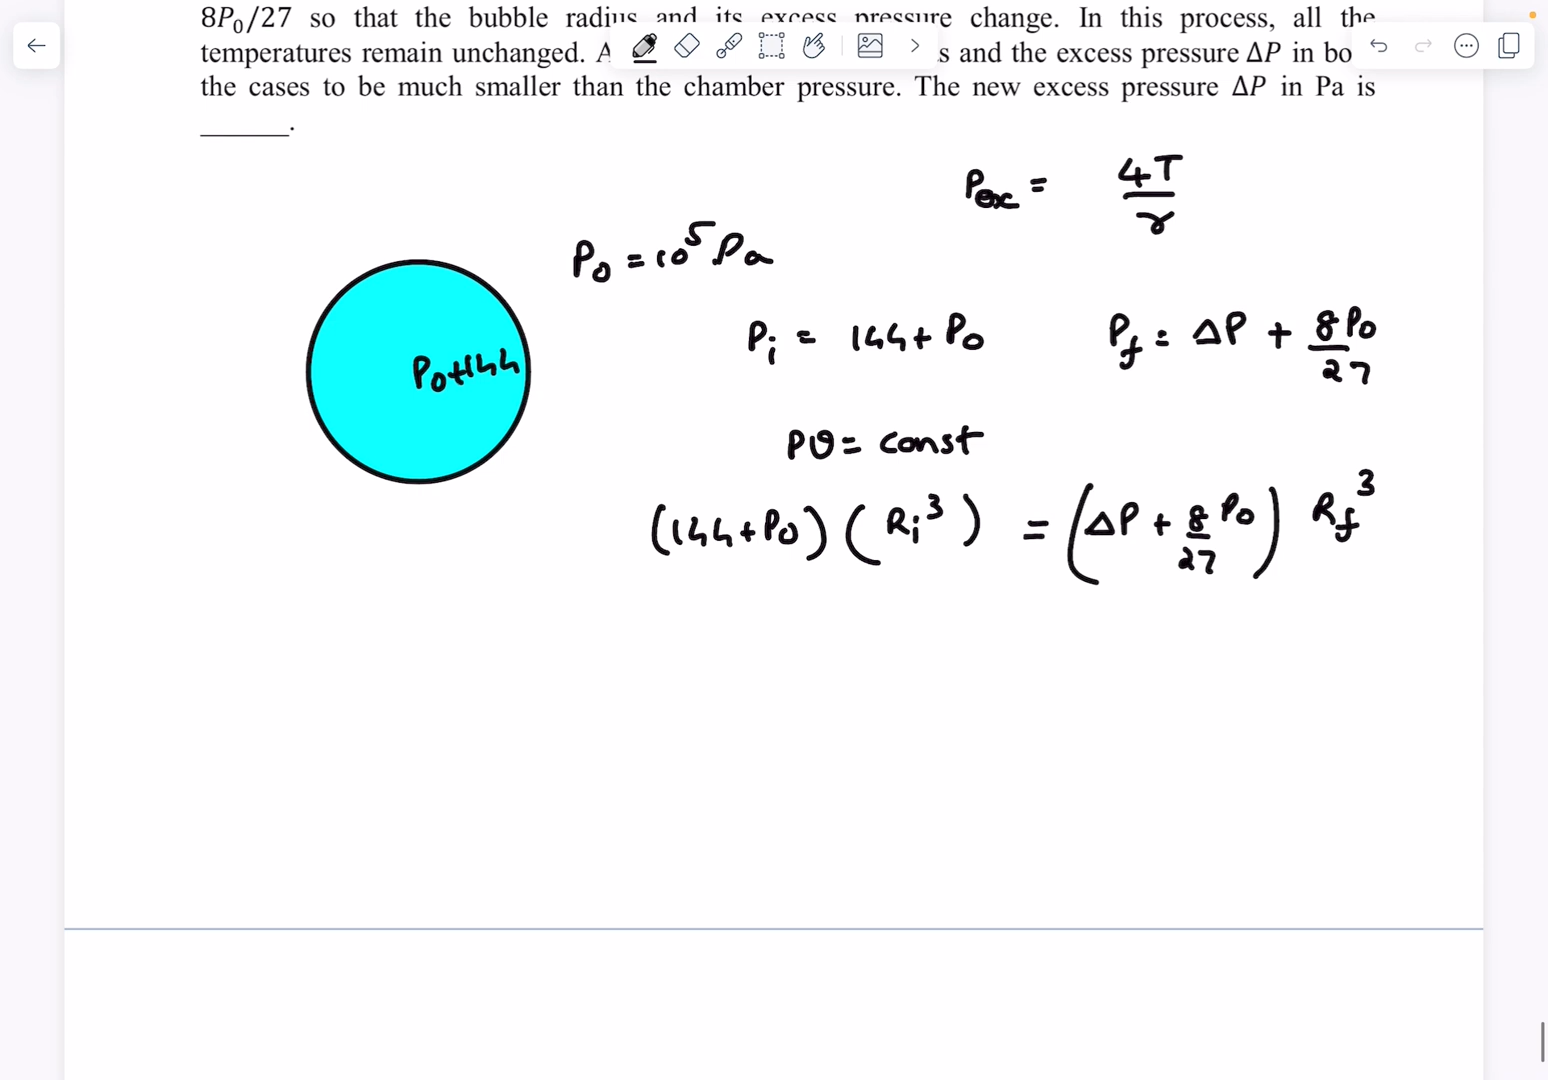 8P₀/27 so that the bubble radius and its excess pressure change. In this process, all the
temperatures remain unchanged. A s and the excess pressure ΔP in bo
the cases to be much smaller than the chamber pressure. The new excess pressure ΔP in Pa is
______.
Pexc = 4T/r
P₀ = 10⁵ Pa
P₀+144
Pᵢ = 144 + P₀
P_f = ΔP + 8P₀/27
PV = const
(144 + P₀) (Rᵢ³) = (ΔP + 8/27 P₀) R_f³